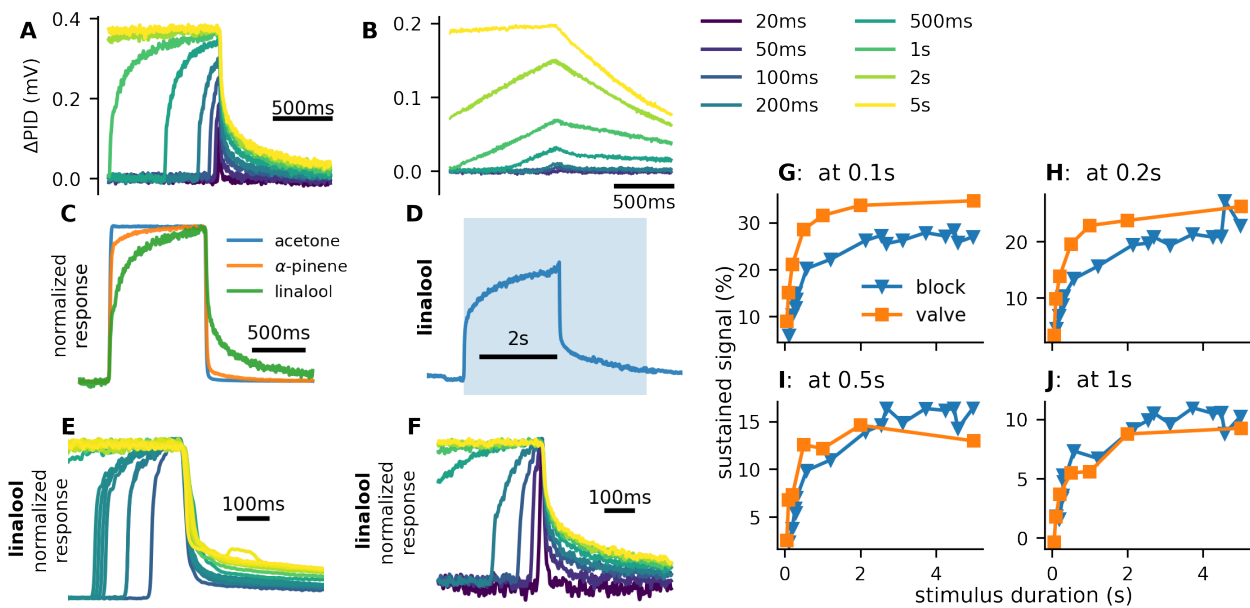 A
ΔPID (mV)
0.4
0.2
0.0
500ms
B
0.2
0.1
0.0
500ms
20ms
50ms
100ms
200ms
500ms
1s
2s
5s
C
normalized
response
acetone
α-pinene
linalool
500ms
D
linalool
2s
E
linalool
normalized
response
100ms
F
linalool
normalized
response
100ms
sustained signal (%)
G: at 0.1s
30
20
10
block
valve
H: at 0.2s
20
10
I: at 0.5s
15
10
5
0
2
4
J: at 1s
10
5
0
0
2
4
stimulus duration (s)